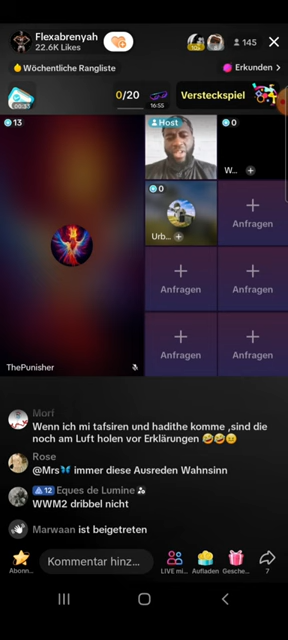 Flexabrenyah
22.6K Likes
145
Wöchentliche Rangliste
Erkunden >
0/20
16:55
Versteckspiel
13
Host
0
W...
0
Urb...
Anfragen
Anfragen
Anfragen
Anfragen
Anfragen
ThePunisher
Morf
Wenn ich mi tafsiren und hadithe komme ,sind die
noch am Luft holen vor Erklärungen 🤣🤣😐
Rose
@Mrs🦋 immer diese Ausreden Wahnsinn
12 Eques de Lumine
WWM2 dribbel nicht
Marwaan ist beigetreten
Abonn...
Kommentar hinz...
LIVE mi...
Aufladen
Gesche...
7